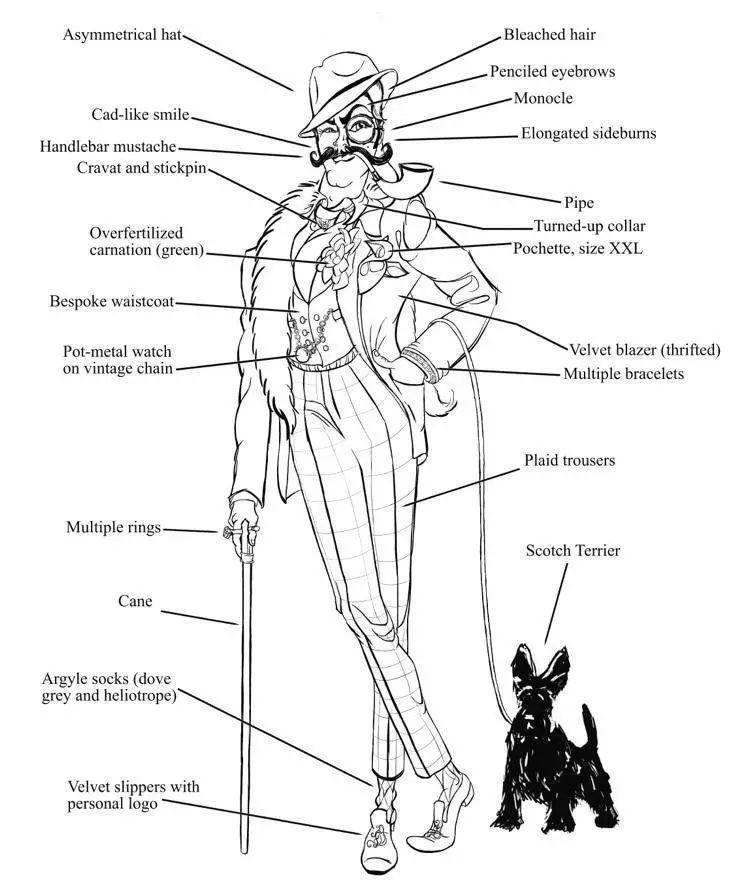 Asymmetrical hat
Bleached hair
Penciled eyebrows
Monocle
Cad-like smile
Elongated sideburns
Handlebar mustache
Cravat and stickpin
Pipe
Turned-up collar
Overfertilized
carnation (green)
Pochette, size XXL
Bespoke waistcoat
Pot-metal watch
on vintage chain
Velvet blazer (thrifted)
Multiple bracelets
Plaid trousers
Multiple rings
Scotch Terrier
Cane
Argyle socks (dove
grey and heliotrope)
Velvet slippers with
personal logo